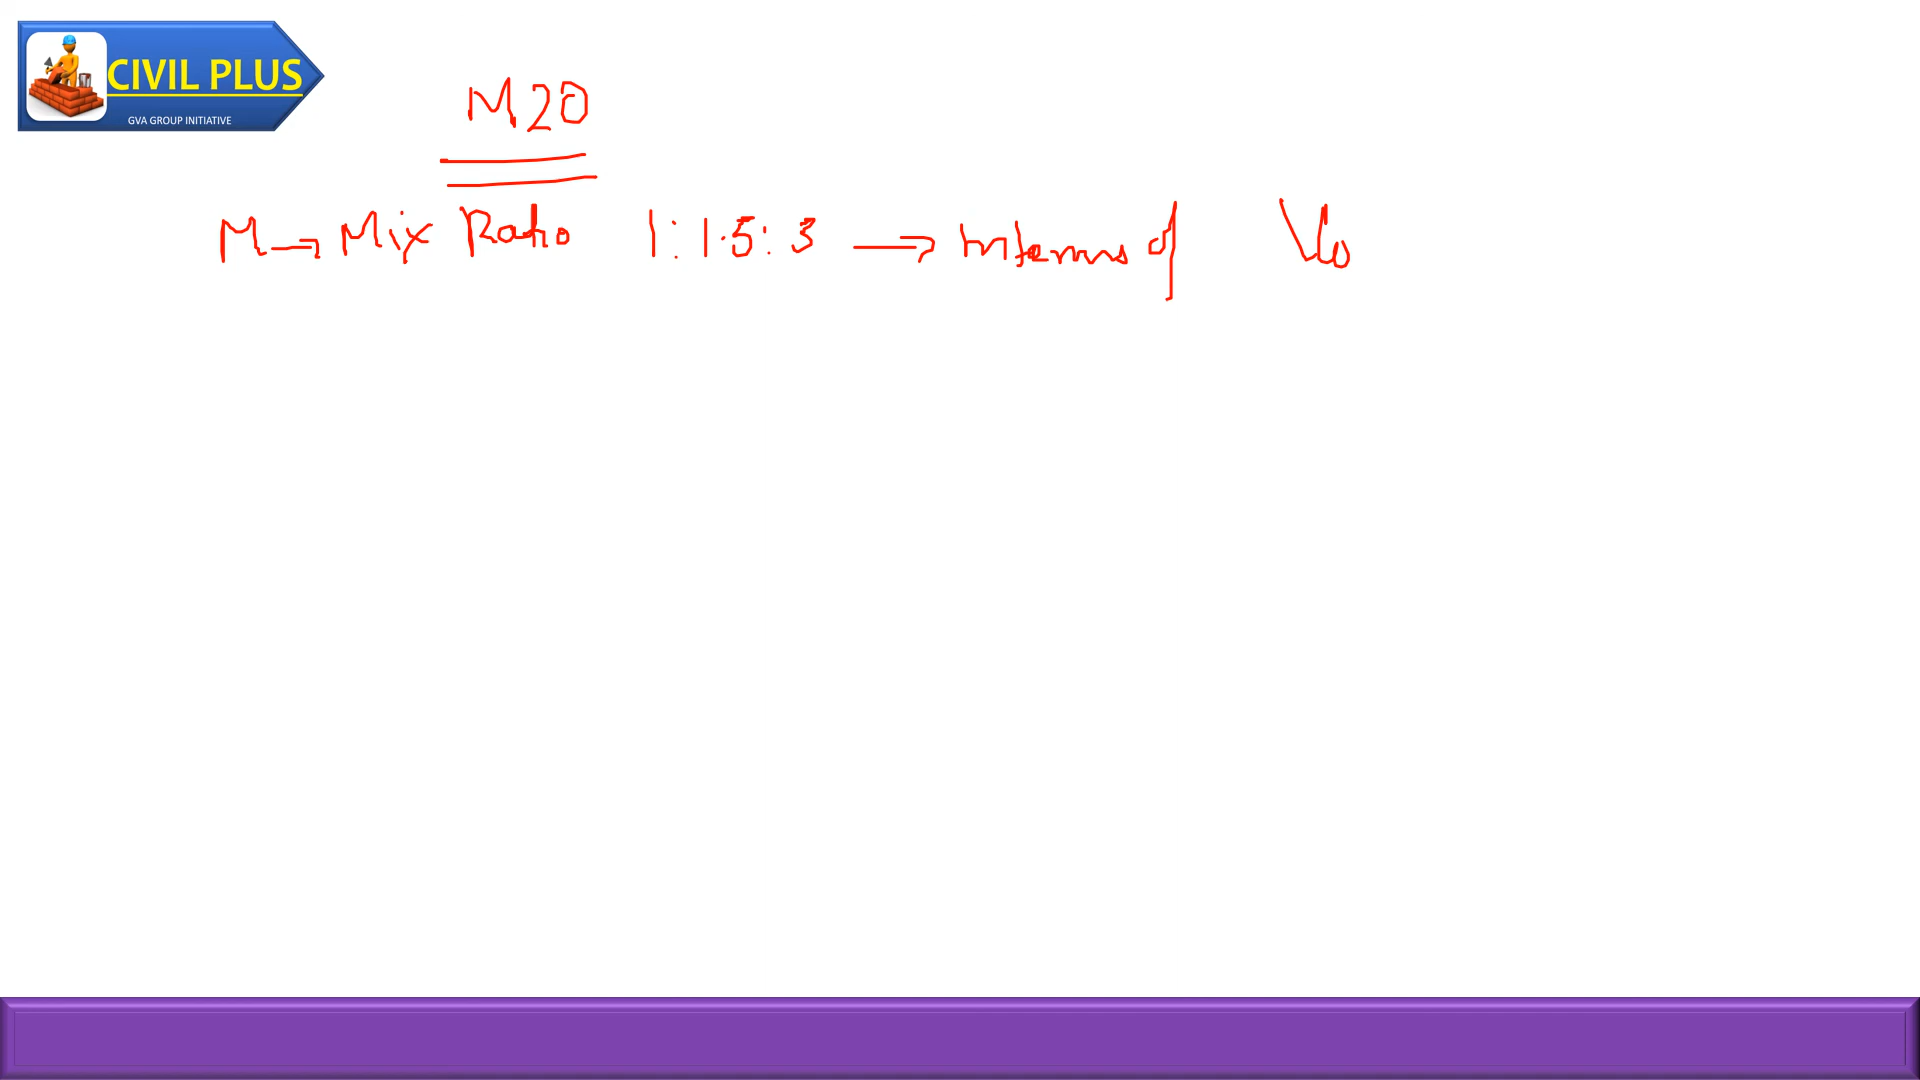 CIVIL PLUS
GVA GROUP INITIATIVE
M20
M → Mix Ratio 1:1.5:3 → Interms of